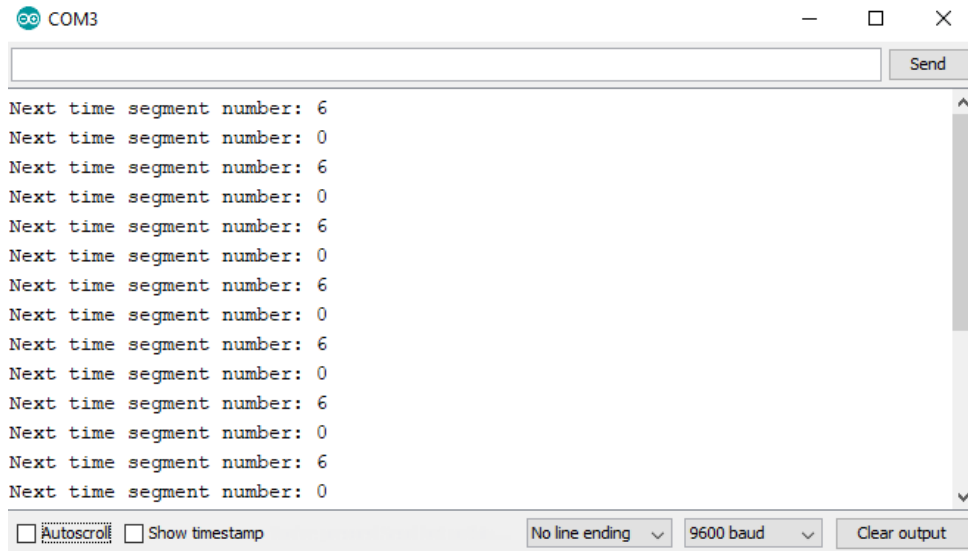 COM3
Send
Next time segment number: 6
Next time segment number: 0
Next time segment number: 6
Next time segment number: 0
Next time segment number: 6
Next time segment number: 0
Next time segment number: 6
Next time segment number: 0
Next time segment number: 6
Next time segment number: 0
Next time segment number: 6
Next time segment number: 0
Next time segment number: 6
Next time segment number: 0
Autoscroll Show timestamp No line ending 9600 baud Clear output